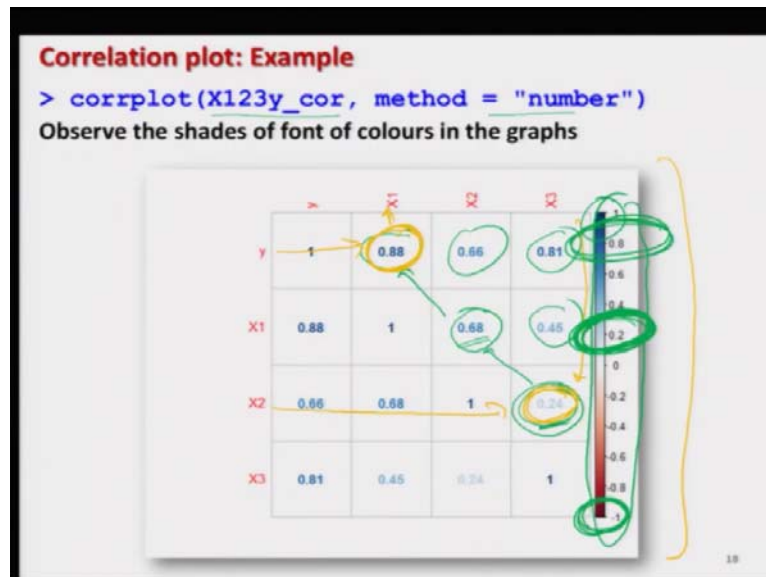 Correlation plot: Example
> corrplot(X123y_cor, method = "number")
Observe the shades of font of colours in the graphs
y X1 X2 X3
y 1 0.88 0.66 0.81
X1 0.88 1 0.68 0.45
X2 0.66 0.68 1 0.24
X3 0.81 0.45 0.24 1
1
0.8
0.6
0.4
0.2
0
-0.2
-0.4
-0.6
-0.8
-1
18